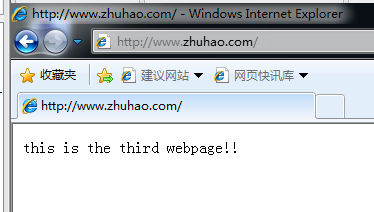 http://www.zhuhao.com/ - Windows Internet Explorer
http://www.zhuhao.com/
收藏夹 建议网站 网页快讯库
http://www.zhuhao.com/
this is the third webpage!!